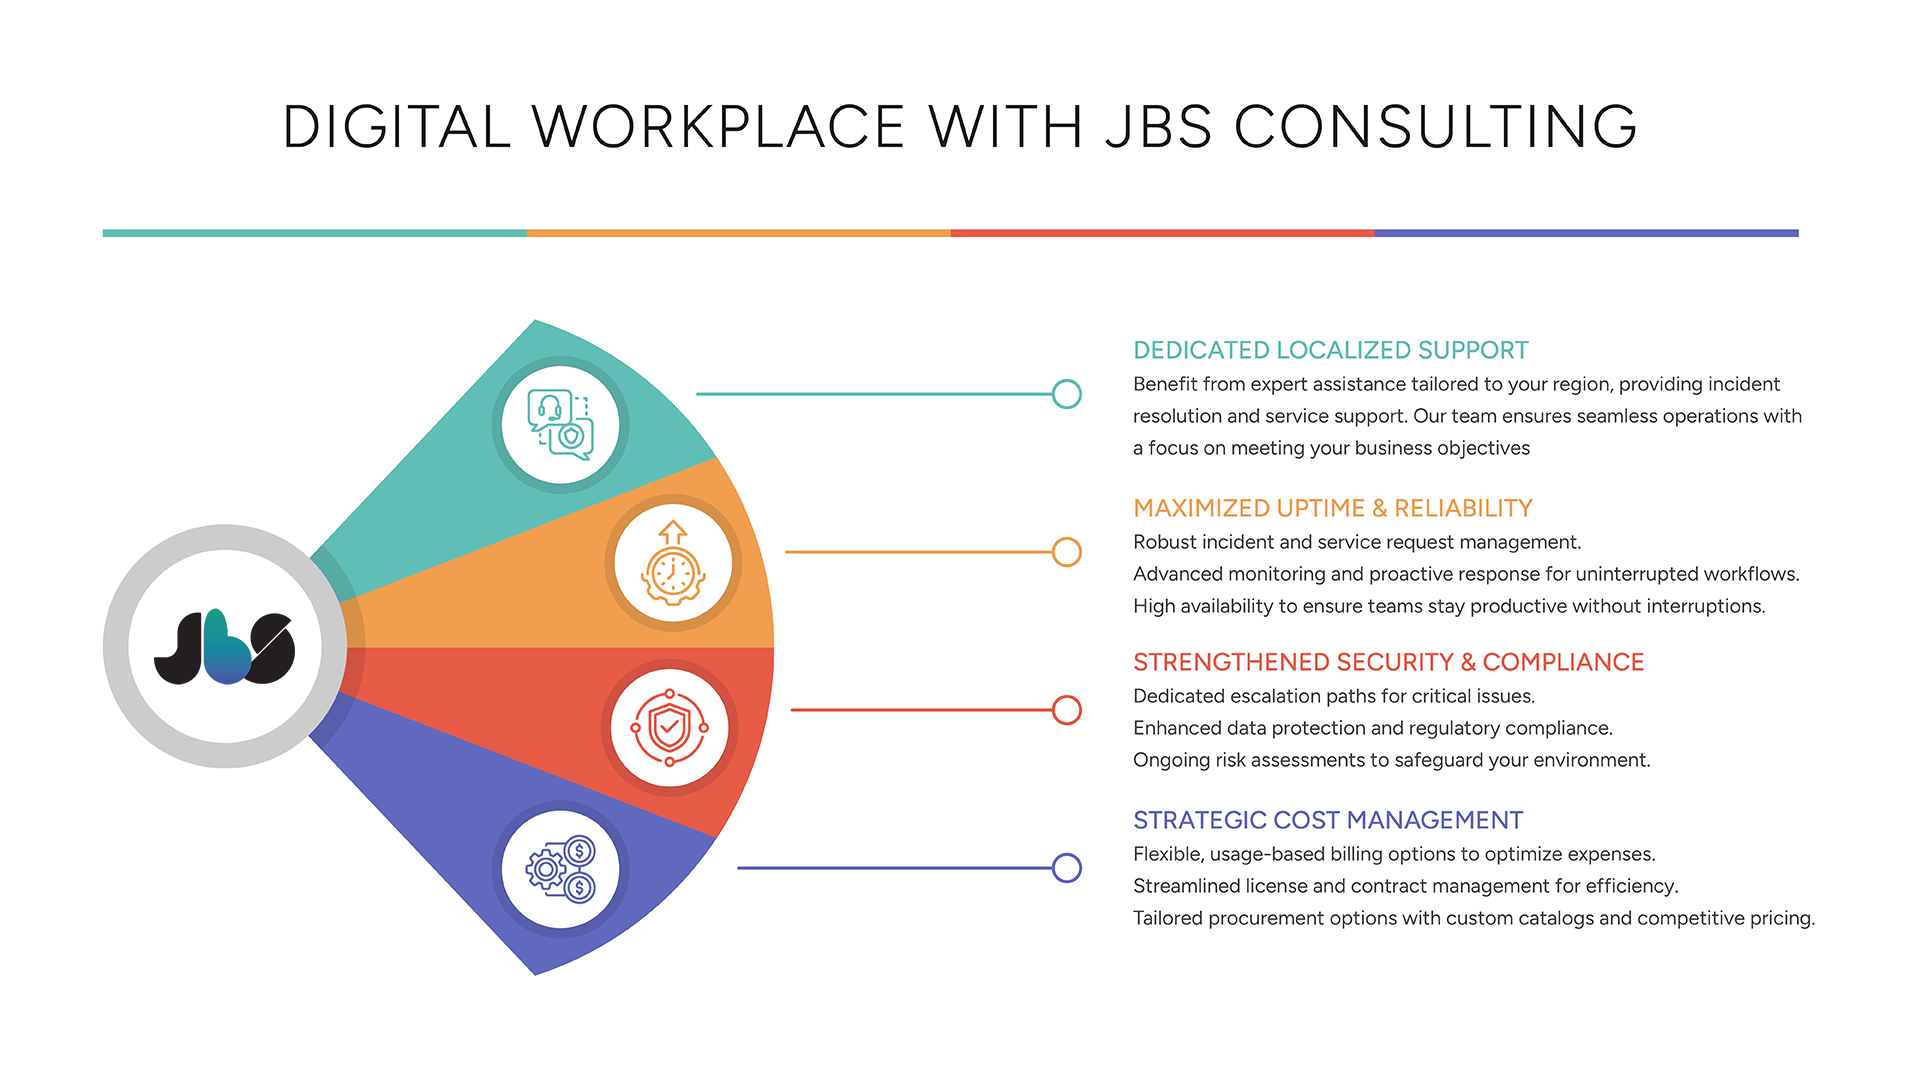 DIGITAL WORKPLACE WITH JBS CONSULTING
Jbs
DEDICATED LOCALIZED SUPPORT
Benefit from expert assistance tailored to your region, providing incident
resolution and service support. Our team ensures seamless operations with
a focus on meeting your business objectives
MAXIMIZED UPTIME & RELIABILITY
Robust incident and service request management.
Advanced monitoring and proactive response for uninterrupted workflows.
High availability to ensure teams stay productive without interruptions.
STRENGTHENED SECURITY & COMPLIANCE
Dedicated escalation paths for critical issues.
Enhanced data protection and regulatory compliance.
Ongoing risk assessments to safeguard your environment.
STRATEGIC COST MANAGEMENT
Flexible, usage-based billing options to optimize expenses.
Streamlined license and contract management for efficiency.
Tailored procurement options with custom catalogs and competitive pricing.